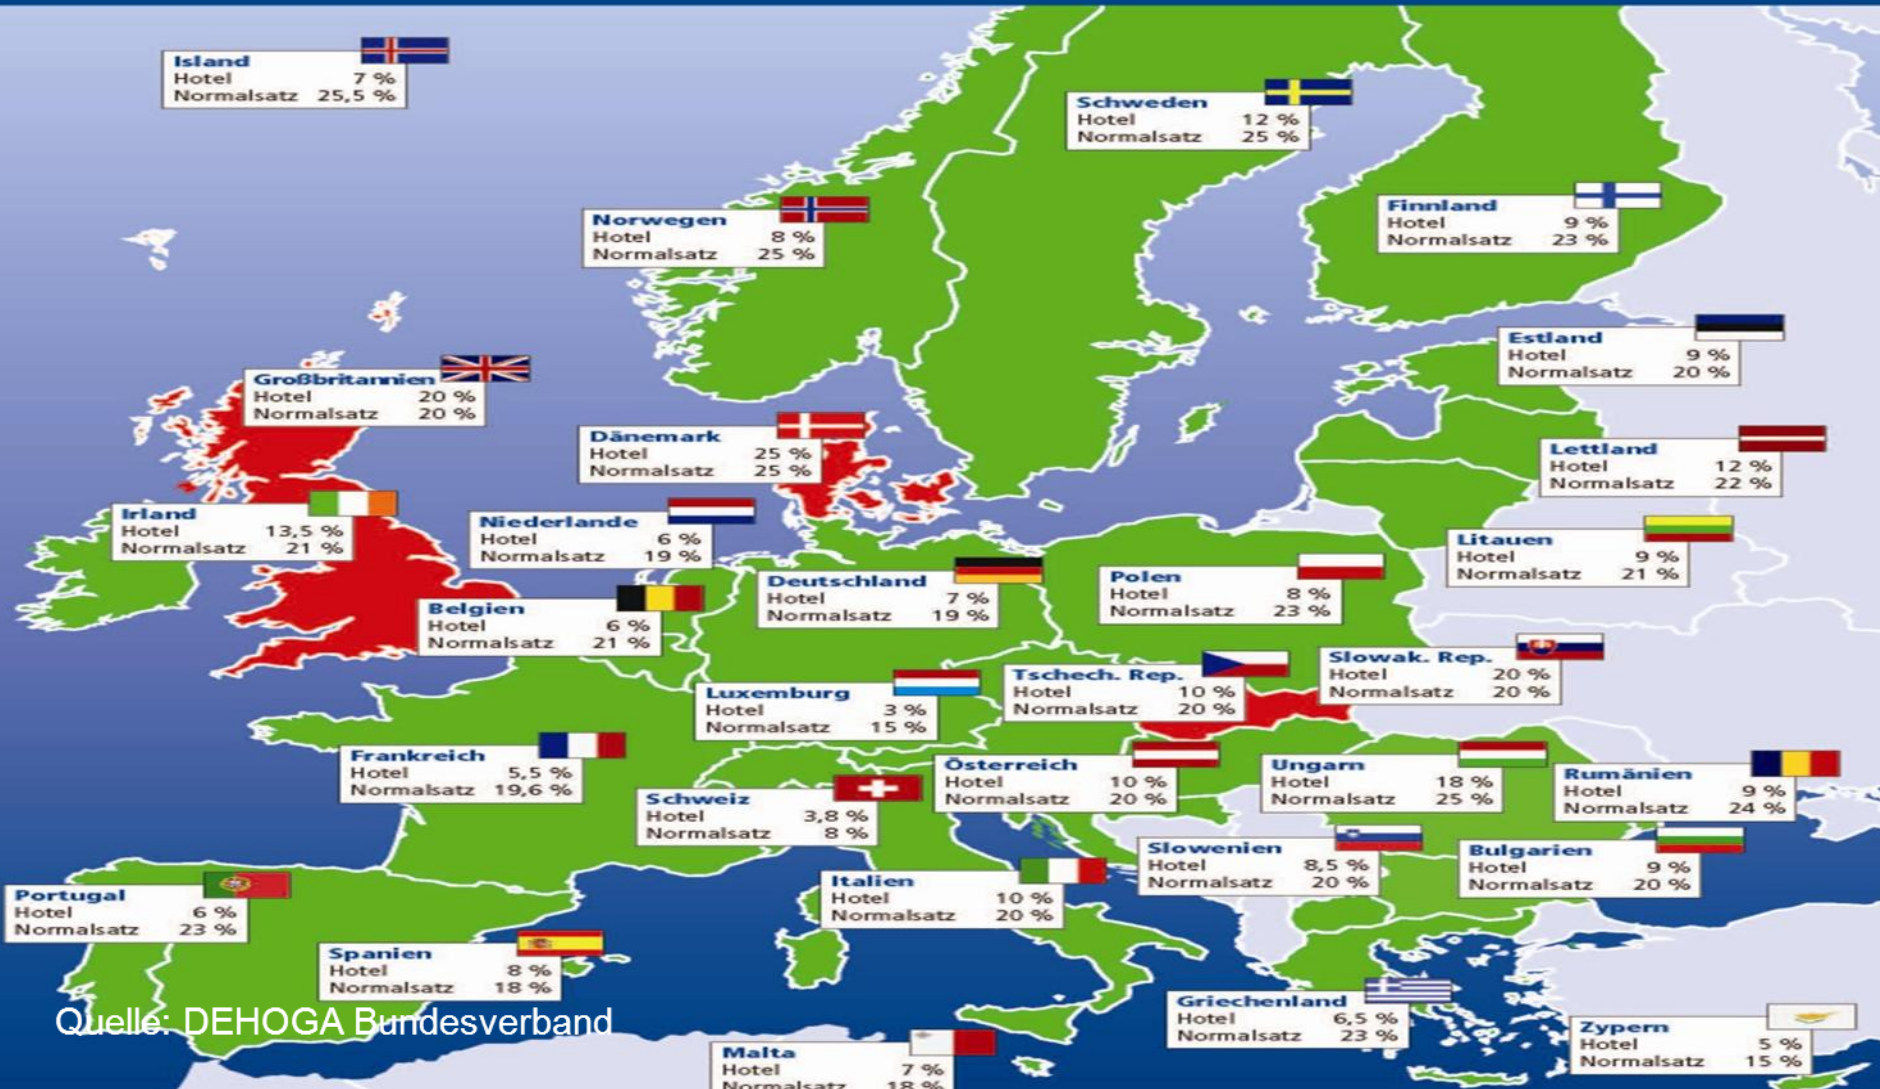 Island
Hotel 7 %
Normalsatz 25,5 %
Schweden
Hotel 12 %
Normalsatz 25 %
Norwegen
Hotel 8 %
Normalsatz 25 %
Finnland
Hotel 9 %
Normalsatz 23 %
Estland
Hotel 9 %
Normalsatz 20 %
Großbritannien
Hotel 20 %
Normalsatz 20 %
Dänemark
Hotel 25 %
Normalsatz 25 %
Lettland
Hotel 12 %
Normalsatz 22 %
Irland
Hotel 13,5 %
Normalsatz 21 %
Niederlande
Hotel 6 %
Normalsatz 19 %
Litauen
Hotel 9 %
Normalsatz 21 %
Deutschland
Hotel 7 %
Normalsatz 19 %
Polen
Hotel 8 %
Normalsatz 23 %
Belgien
Hotel 6 %
Normalsatz 21 %
Luxemburg
Hotel 3 %
Normalsatz 15 %
Tschech. Rep.
Hotel 10 %
Normalsatz 20 %
Slowak. Rep.
Hotel 20 %
Normalsatz 20 %
Frankreich
Hotel 5,5 %
Normalsatz 19,6 %
Schweiz
Hotel 3,8 %
Normalsatz 8 %
Österreich
Hotel 10 %
Normalsatz 20 %
Ungarn
Hotel 18 %
Normalsatz 25 %
Rumänien
Hotel 9 %
Normalsatz 24 %
Slowenien
Hotel 8,5 %
Normalsatz 20 %
Bulgarien
Hotel 9 %
Normalsatz 20 %
Portugal
Hotel 6 %
Normalsatz 23 %
Italien
Hotel 10 %
Normalsatz 20 %
Spanien
Hotel 8 %
Normalsatz 18 %
Griechenland
Hotel 6,5 %
Normalsatz 23 %
Zypern
Hotel 5 %
Normalsatz 15 %
Malta
Hotel 7 %
Normalsatz 18 %
Quelle: DEHOGA Bundesverband